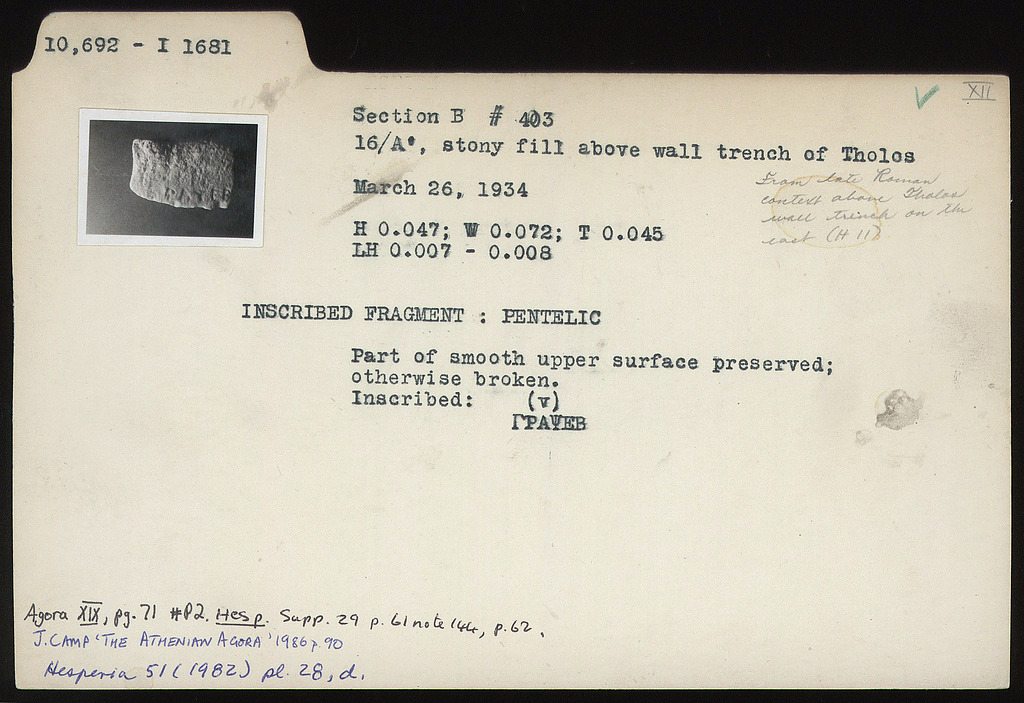 10,692 - I 1681
XII
Section B # 403
16/A', stony fill above wall trench of Tholos
March 26, 1934
From late Roman
context above Tholos
wall trench on the
east (H 11)
H 0.047; W 0.072; T 0.045
LH 0.007 - 0.008
INSCRIBED FRAGMENT : PENTELIC
Part of smooth upper surface preserved;
otherwise broken.
Inscribed: (v)
ΓΡΑΨΕΒ
Agora XIX, pg. 71 #P2. Hesp. Supp. 29 p. 61 note 144, p. 62.
J. CAMP 'THE ATHENIAN AGORA' 1986 p. 90
Hesperia 51 (1982) pl. 28, d.